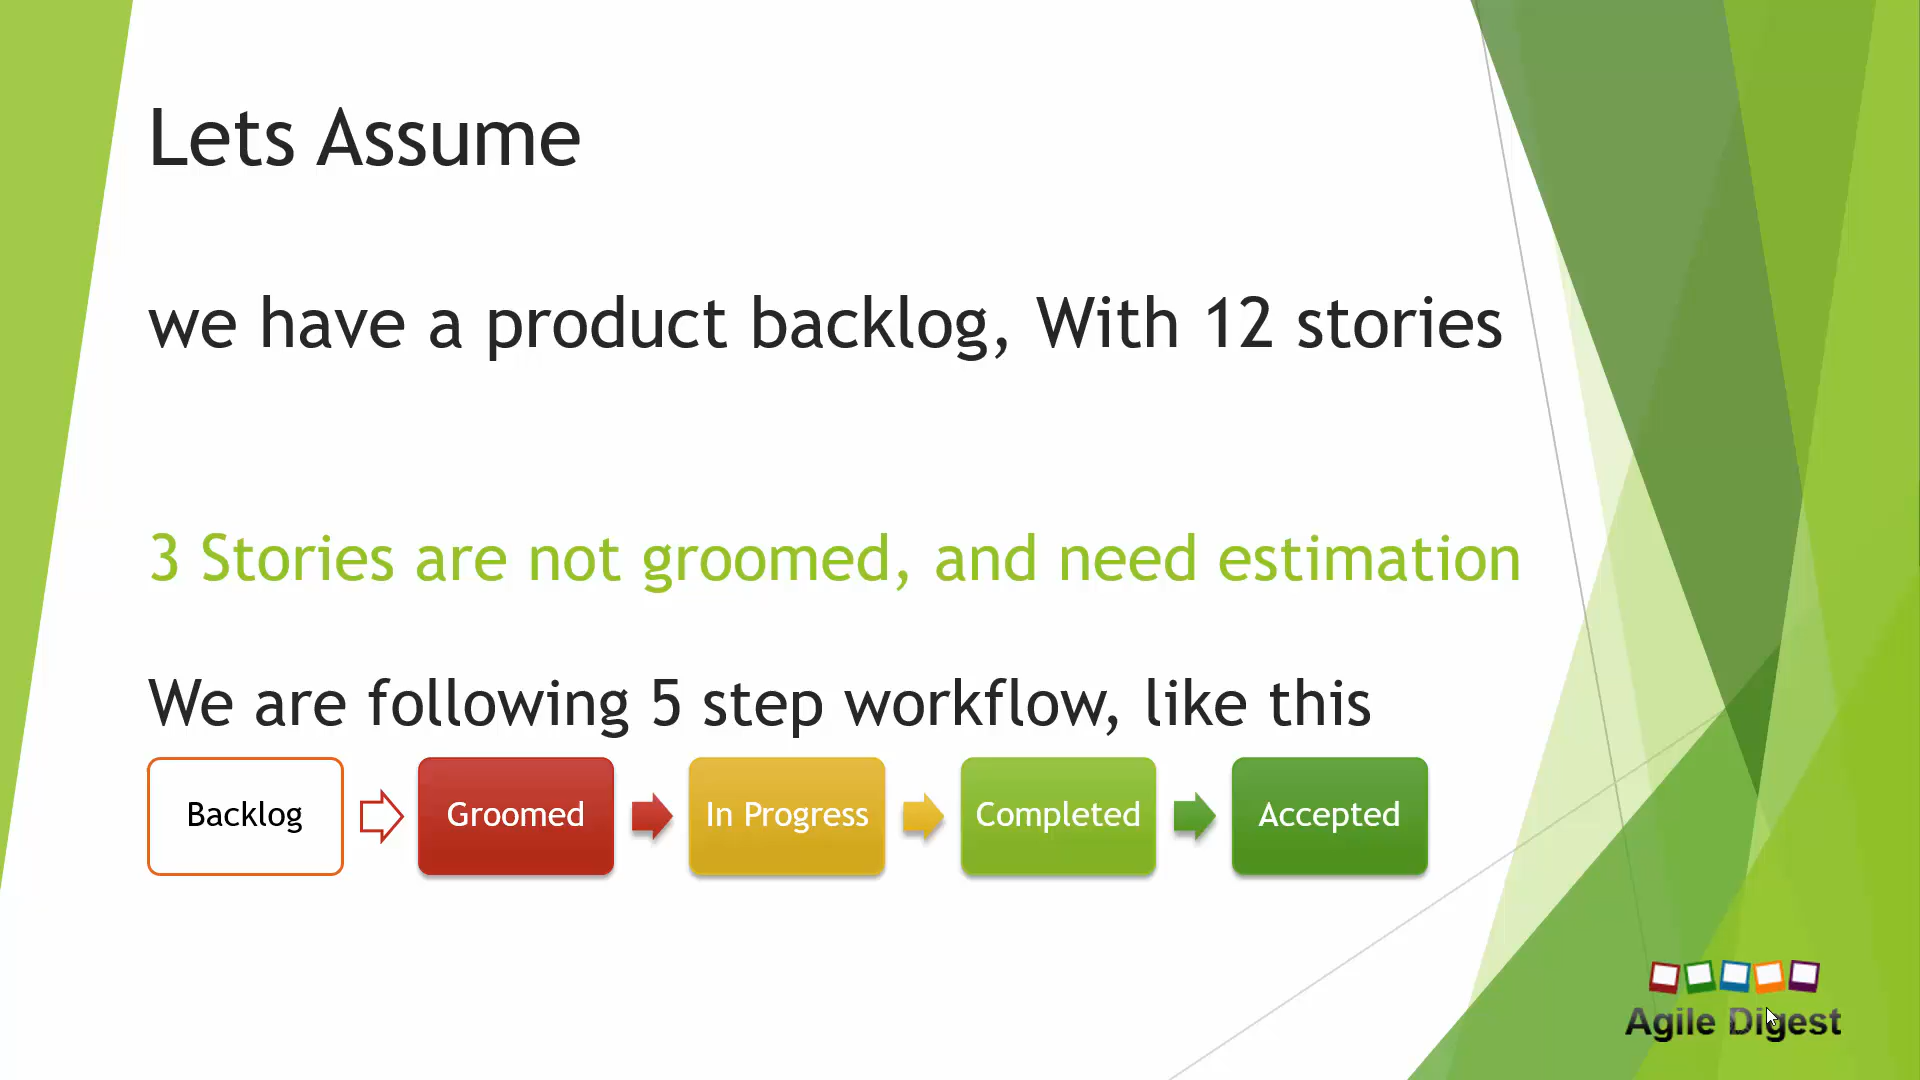 Lets Assume
we have a product backlog, With 12 stories
3 Stories are not groomed, and need estimation
We are following 5 step workflow, like this
Backlog
Groomed
In Progress
Completed
Accepted
Agile Digest